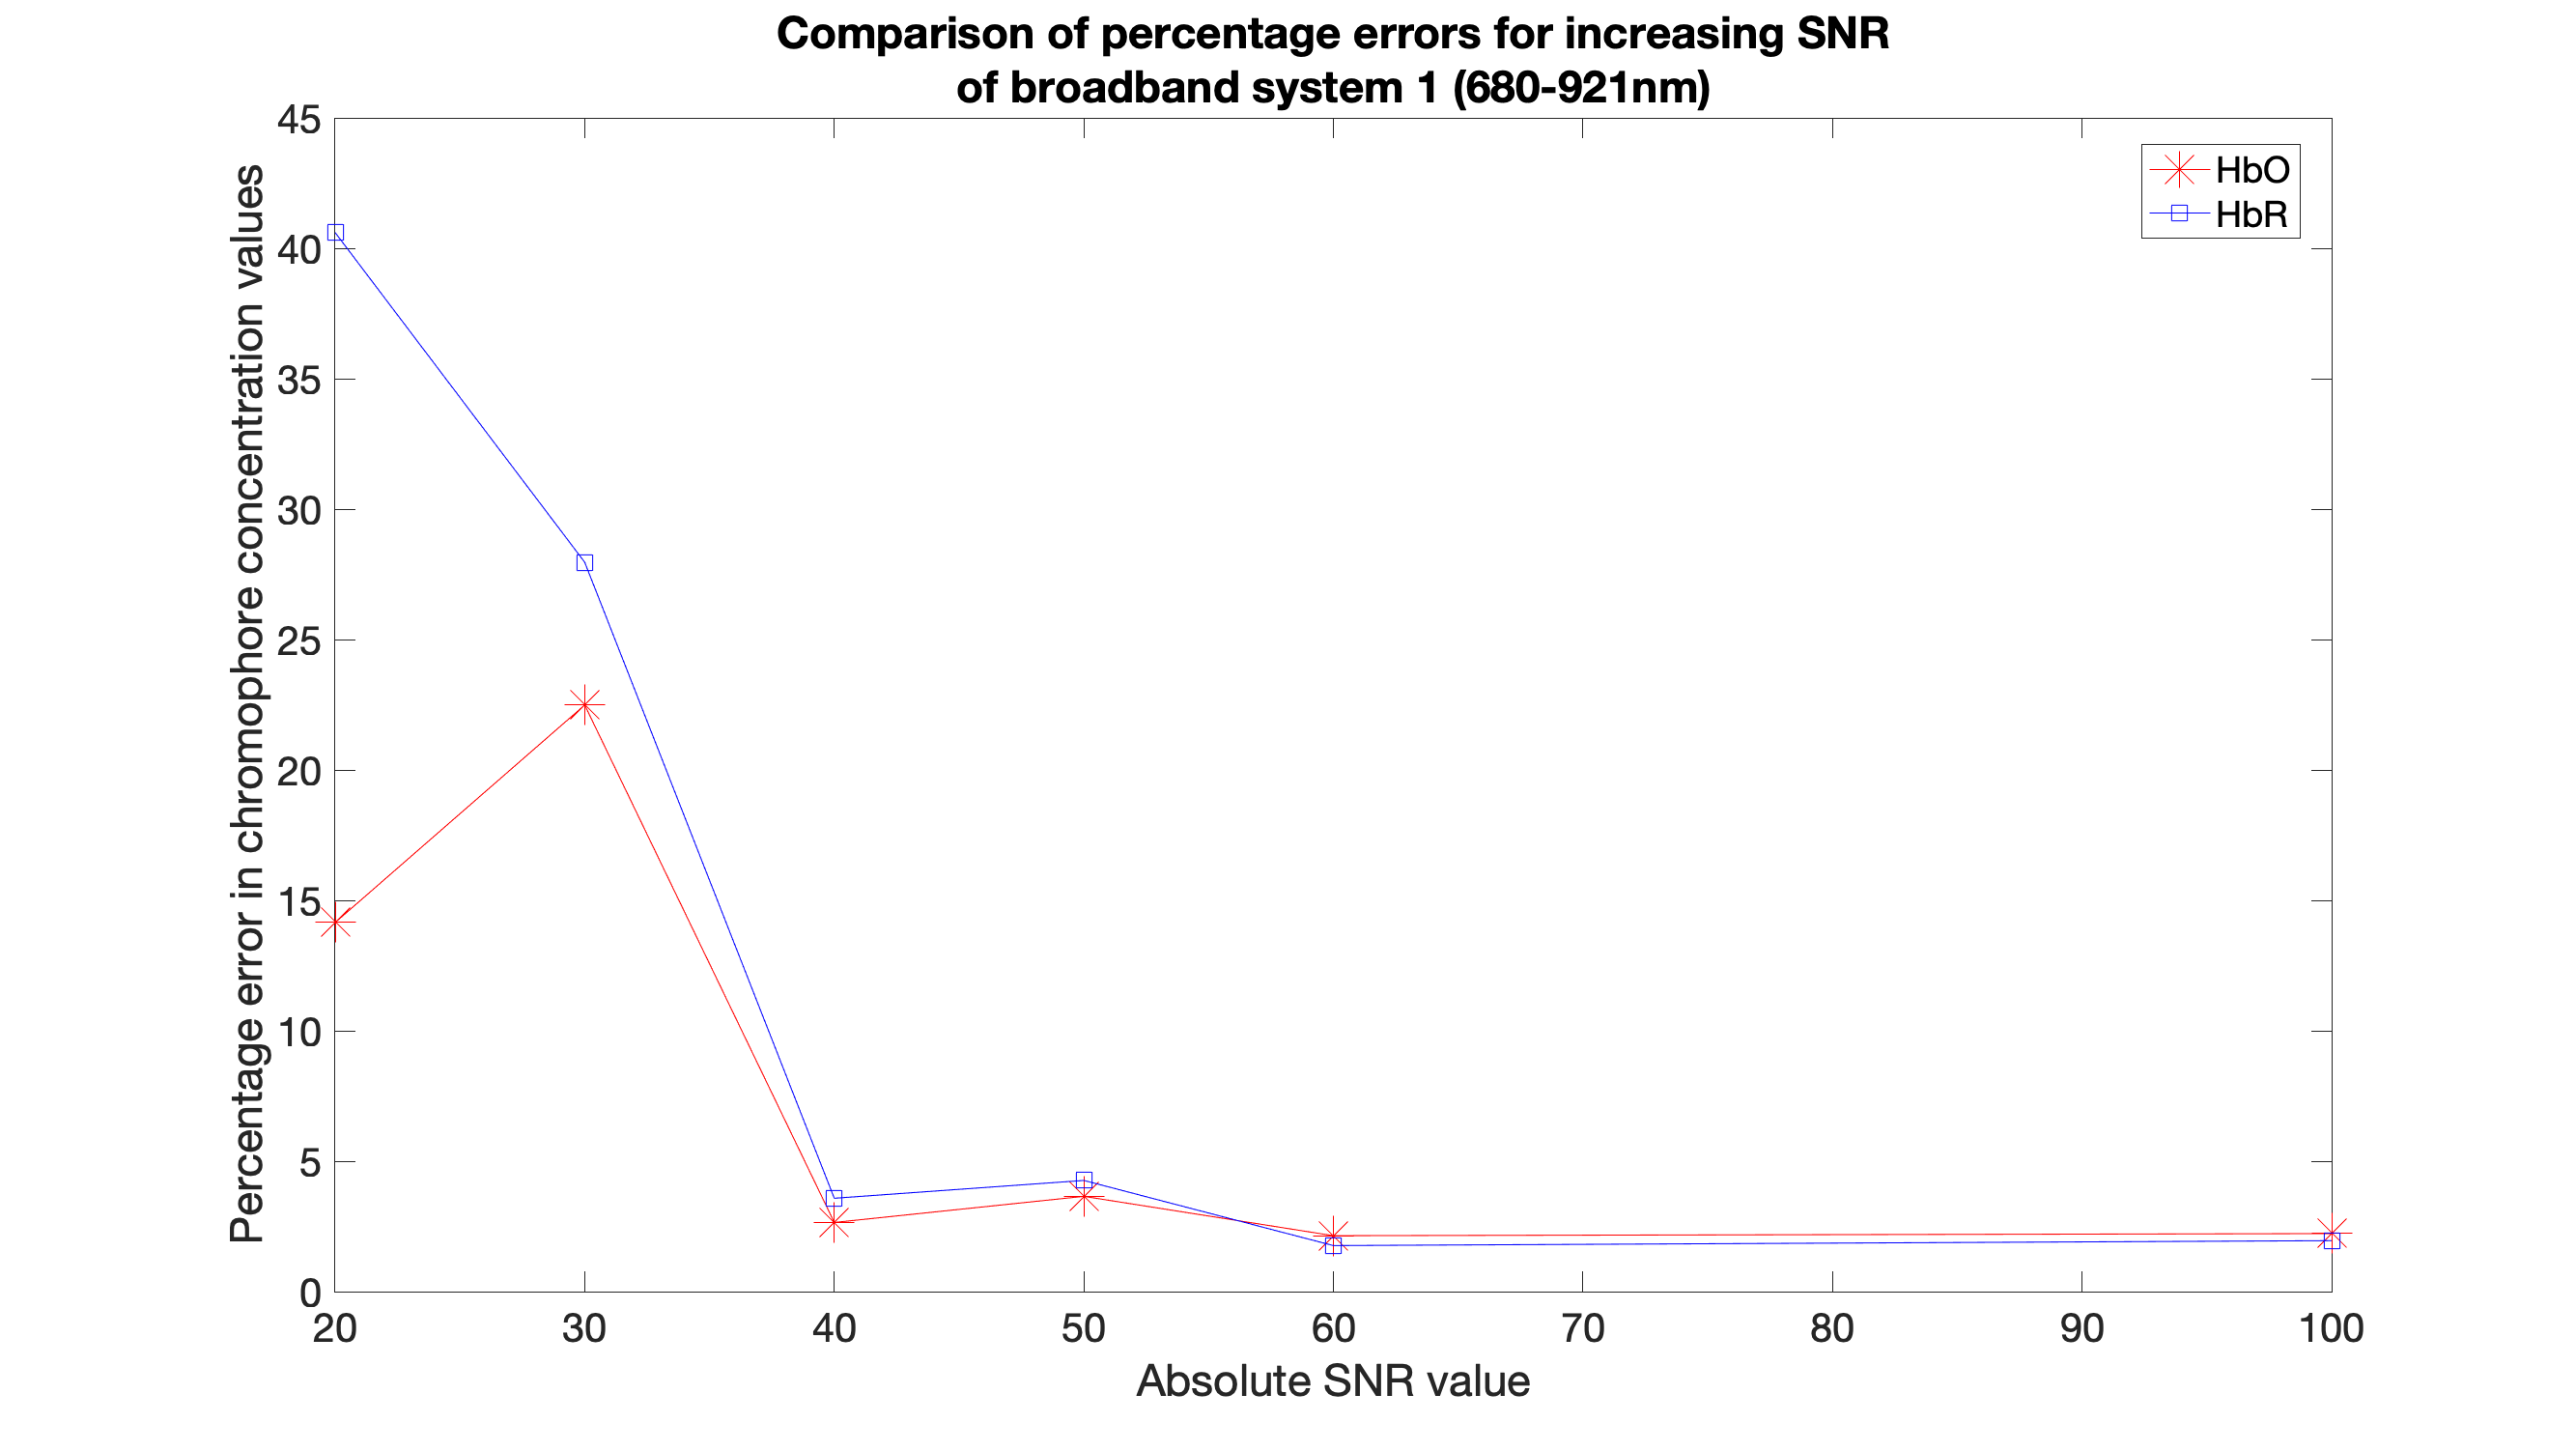 Comparison of percentage errors for increasing SNR
of broadband system 1 (680-921nm)
HbO
HbR
Percentage error in chromophore concentration values
45
40
35
30
25
20
15
10
5
0
20 30 40 50 60 70 80 90 100
Absolute SNR value